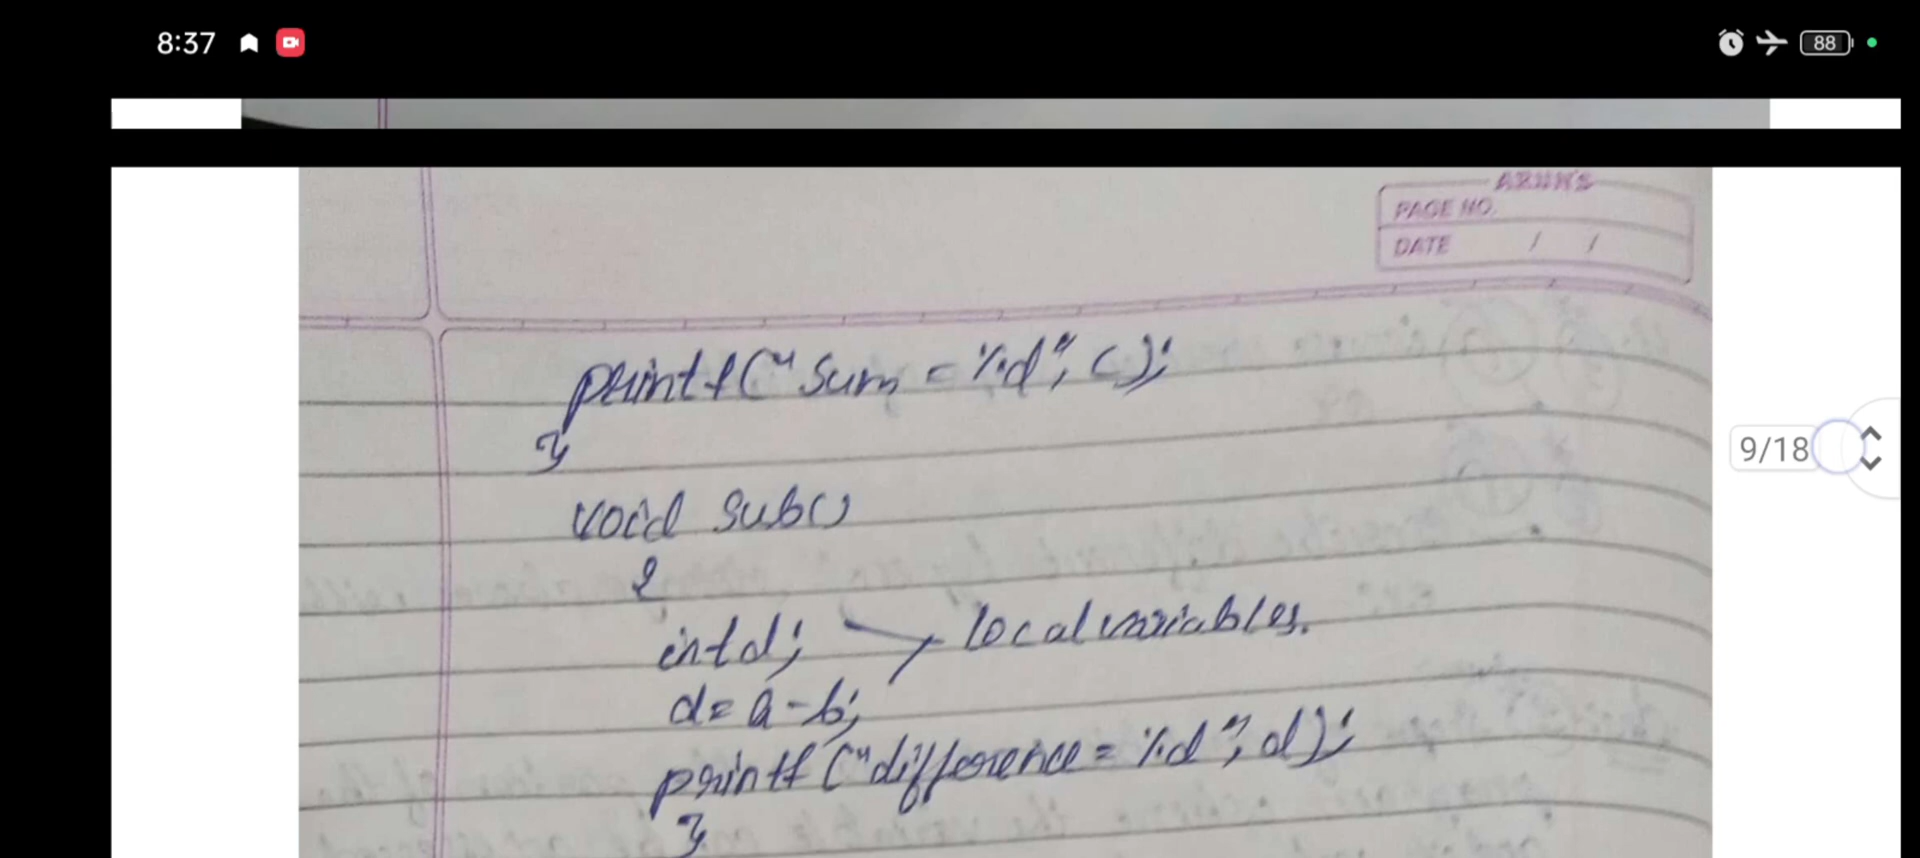 8:37
88
ARUN'S
PAGE NO.
DATE / /
printf("Sum = %d", c);
}
void sub()
{
9/18
int d; local variables.
d = a - b;
printf("difference = %d", d);
}